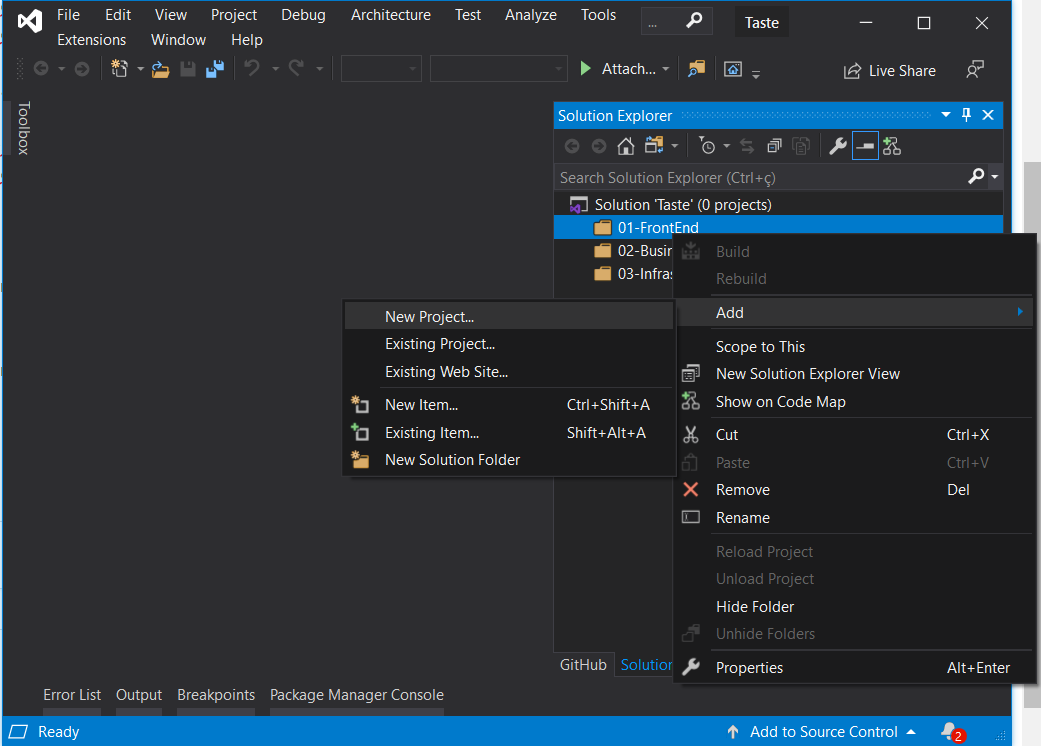 File Edit View Project Debug Architecture Test Analyze Tools ... Taste
Extensions Window Help
Attach... Live Share
Toolbox
Solution Explorer
Search Solution Explorer (Ctrl+ç)
Solution 'Taste' (0 projects)
01-FrontEnd
02-Busin
03-Infras
Build
Rebuild
Add
Scope to This
New Solution Explorer View
Show on Code Map
Cut Ctrl+X
Paste Ctrl+V
Remove Del
Rename
Reload Project
Unload Project
Hide Folder
Unhide Folders
Properties Alt+Enter
New Project...
Existing Project...
Existing Web Site...
New Item... Ctrl+Shift+A
Existing Item... Shift+Alt+A
New Solution Folder
GitHub Solution
Error List Output Breakpoints Package Manager Console
Ready Add to Source Control 2